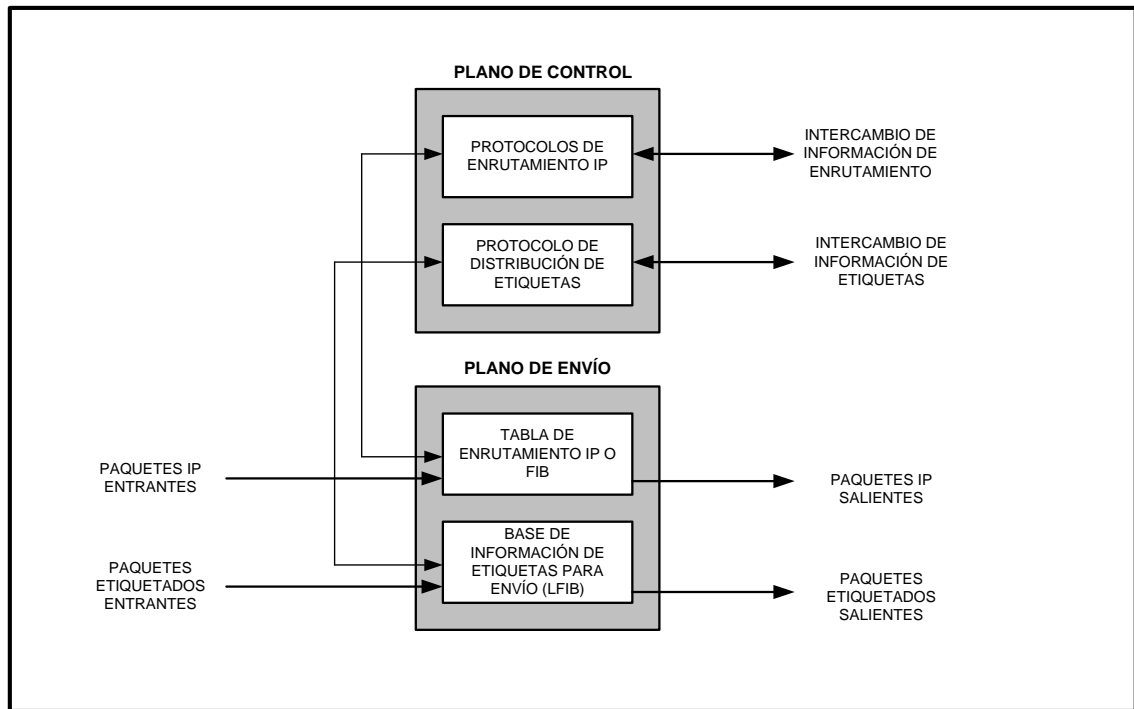 PLANO DE CONTROL
PROTOCOLOS DE
ENRUTAMIENTO IP
INTERCAMBIO DE
INFORMACIÓN DE
ENRUTAMIENTO
PROTOCOLO DE
DISTRIBUCIÓN DE
ETIQUETAS
INTERCAMBIO DE
INFORMACIÓN DE
ETIQUETAS
PLANO DE ENVÍO
TABLA DE
ENRUTAMIENTO IP O
FIB
PAQUETES IP
ENTRANTES
PAQUETES IP
SALIENTES
BASE DE
INFORMACIÓN DE
ETIQUETAS PARA
ENVÍO (LFIB)
PAQUETES
ETIQUETADOS
ENTRANTES
PAQUETES
ETIQUETADOS
SALIENTES